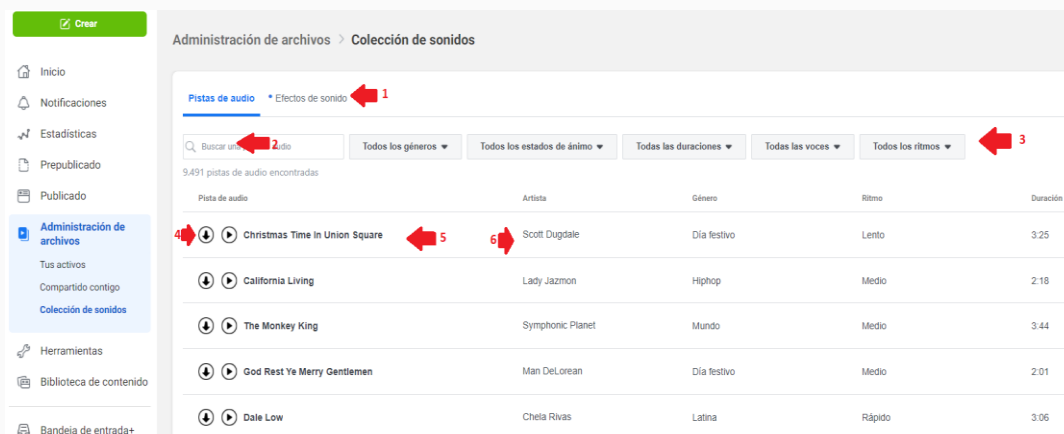 Crear
Administración de archivos > Colección de sonidos
Inicio
Notificaciones
Estadísticas
Prepublicado
Publicado
Administración de archivos
Tus activos
Compartido contigo
Colección de sonidos
Herramientas
Biblioteca de contenido
Bandeja de entrada+
Pistas de audio * Efectos de sonido 1
Buscar una udio 2 Todos los géneros Todos los estados de ánimo Todas las duraciones Todas las voces Todos los ritmos 3
9.491 pistas de audio encontradas
Pista de audio Artista Género Ritmo Duración
4 Christmas Time In Union Square 5 6 Scott Dugdale Día festivo Lento 3:25
California Living Lady Jazmon Hiphop Medio 2:18
The Monkey King Symphonic Planet Mundo Medio 3:44
God Rest Ye Merry Gentlemen Man DeLorean Día festivo Medio 2:01
Dale Low Chela Rivas Latina Rápido 3:06